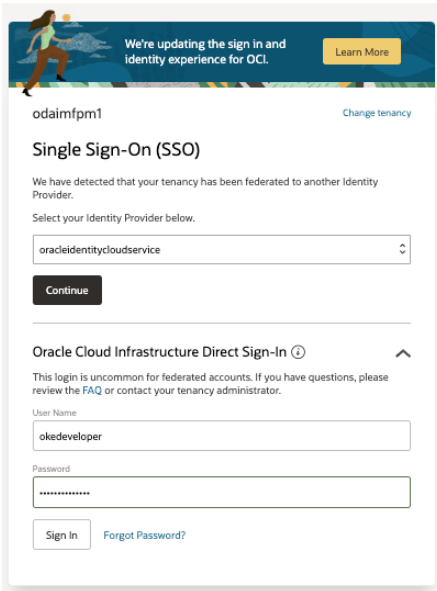 We're updating the sign in and
identity experience for OCI.
Learn More
odaimfpm1
Change tenancy
Single Sign-On (SSO)
We have detected that your tenancy has been federated to another Identity
Provider.
Select your Identity Provider below.
oracleidentitycloudservice
Continue
Oracle Cloud Infrastructure Direct Sign-In
This login is uncommon for federated accounts. If you have questions, please
review the FAQ or contact your tenancy administrator.
User Name
okedeveloper
Password
••••••••••••••
Sign In
Forgot Password?